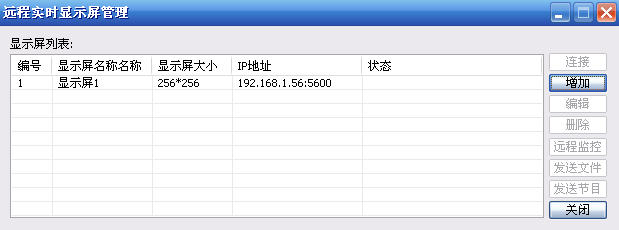 远程实时显示屏管理
显示屏列表:
编号 显示屏名称名称 显示屏大小 IP地址 状态
1 显示屏1 256*256 192.168.1.56:5600
连接
增加
编辑
删除
远程监控
发送文件
发送节目
关闭